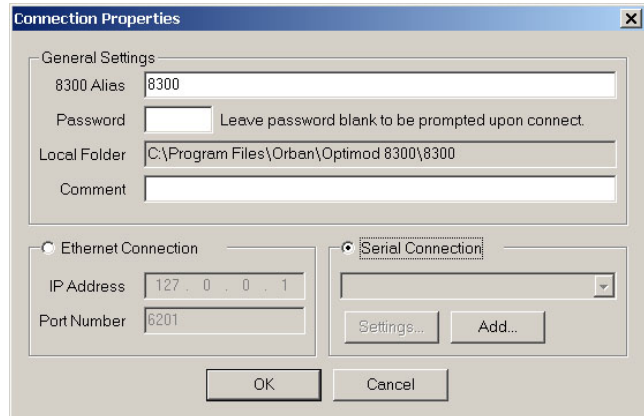 Connection Properties
General Settings
8300 Alias 8300
Password Leave password blank to be prompted upon connect.
Local Folder C:\Program Files\Orban\Optimod 8300\8300
Comment
Ethernet Connection
IP Address 127 . 0 . 0 . 1
Port Number 6201
Serial Connection
Settings... Add...
OK Cancel